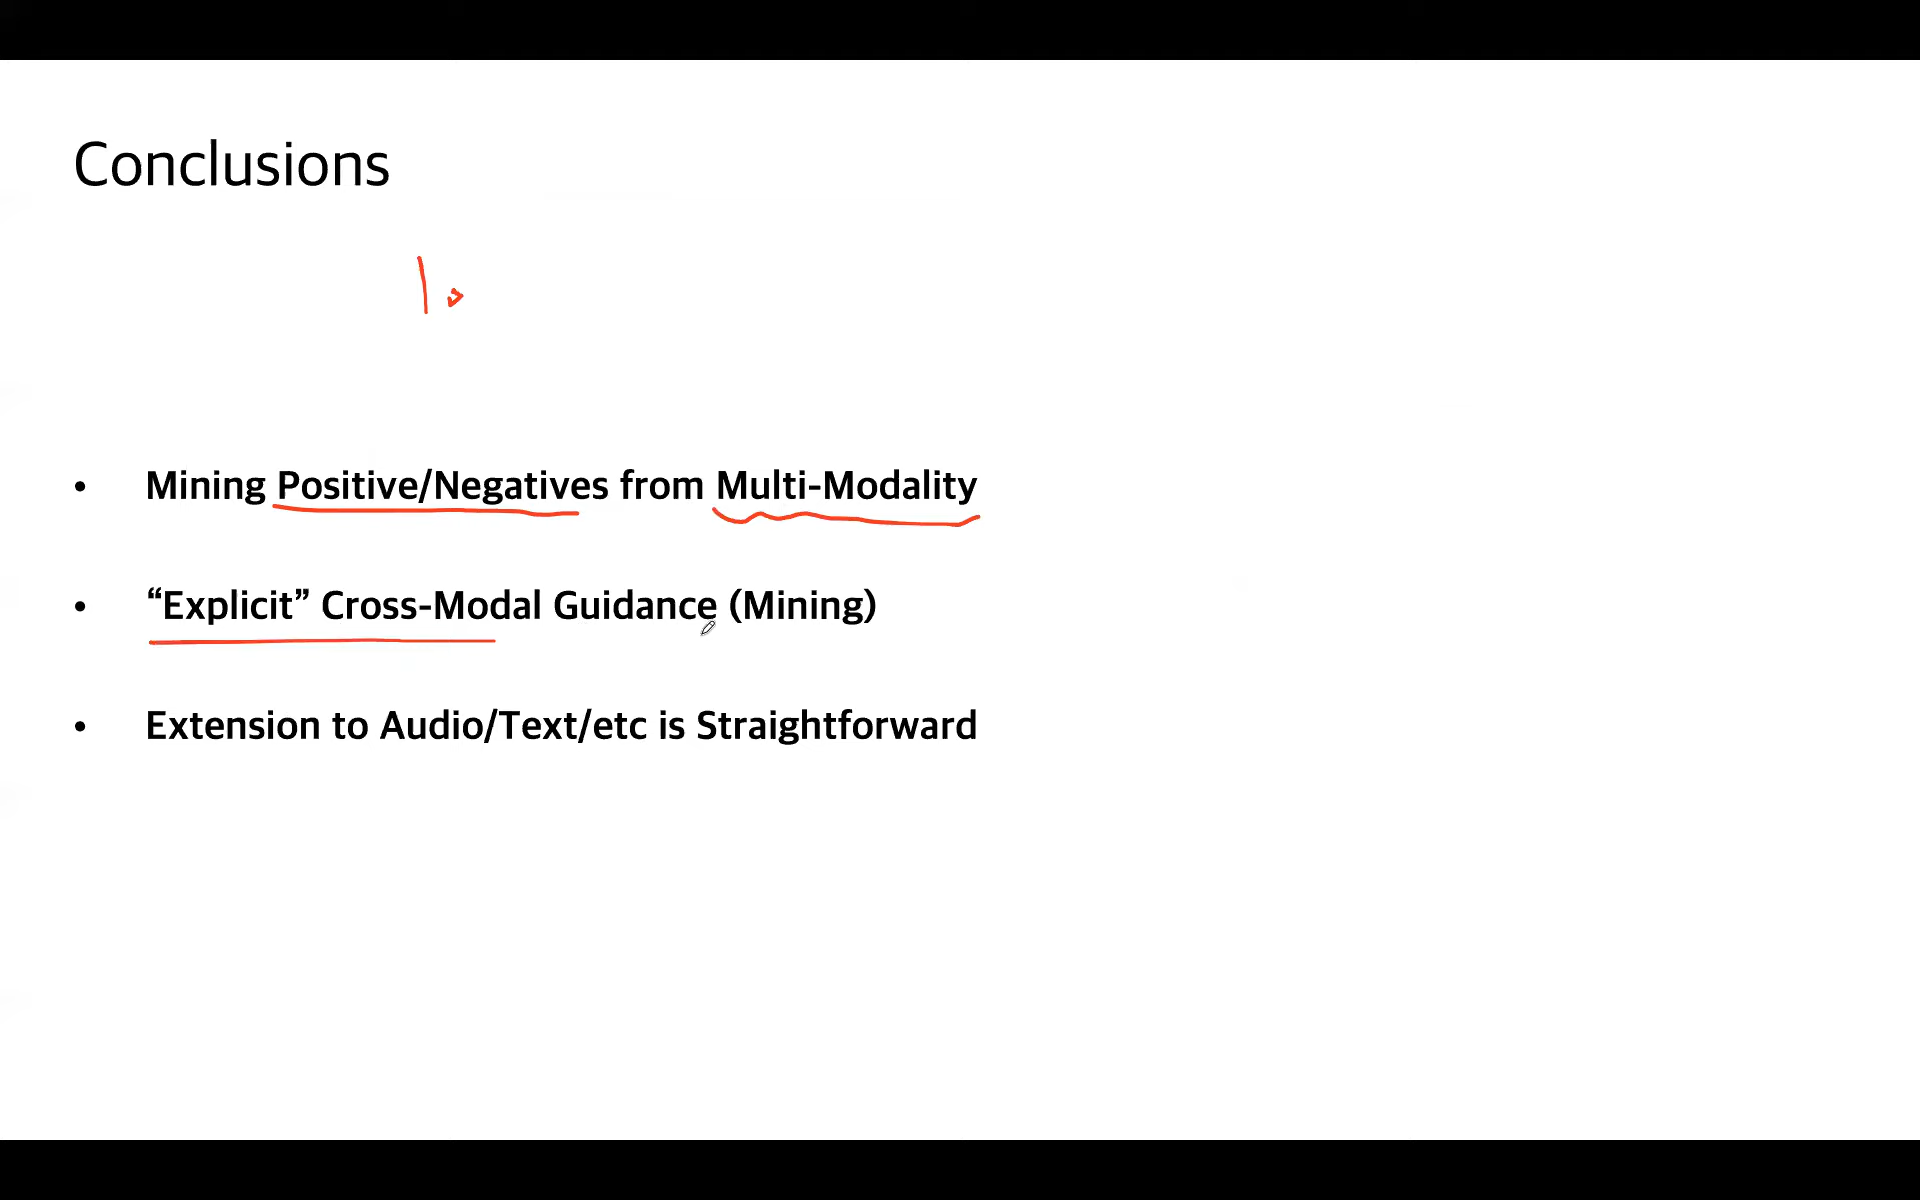 Conclusions
• Mining Positive/Negatives from Multi-Modality
• “Explicit” Cross-Modal Guidance (Mining)
• Extension to Audio/Text/etc is Straightforward